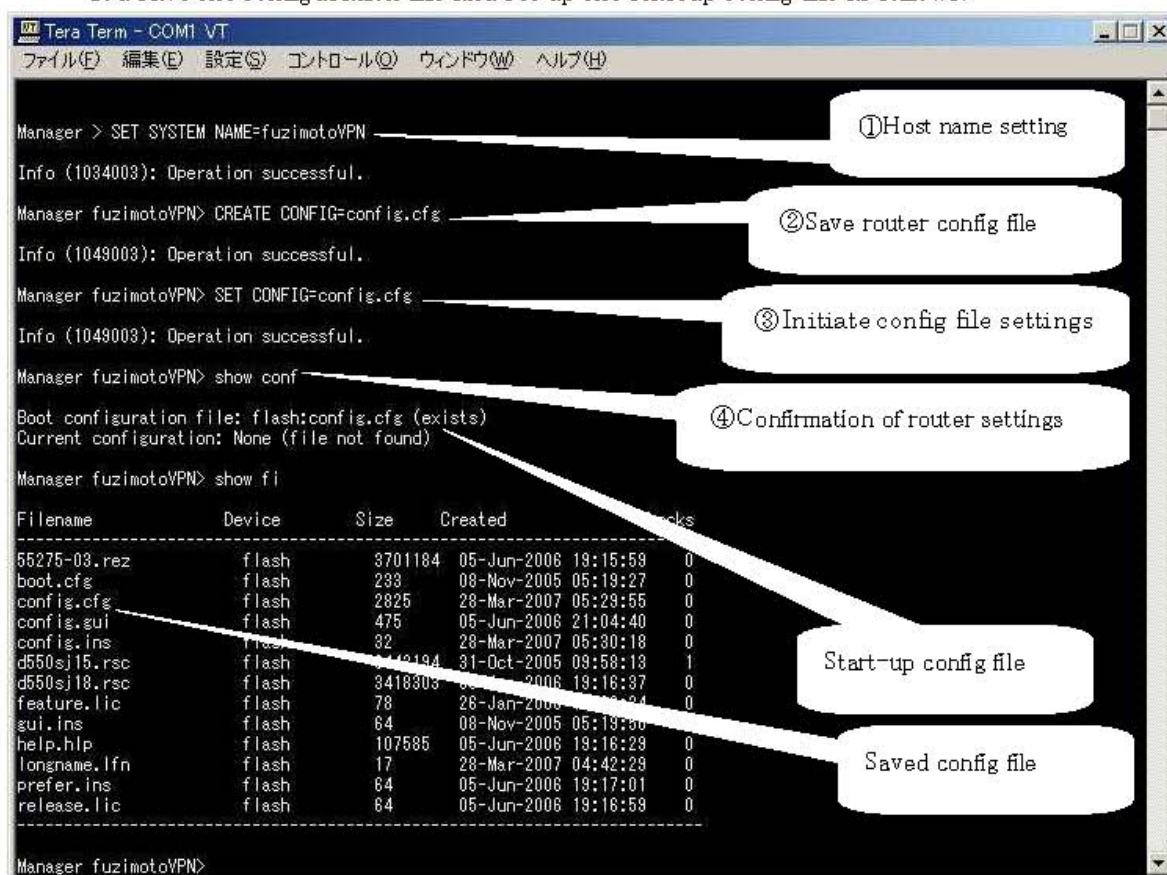 Tera Term - COM1 VT
ファイル(F) 編集(E) 設定(S) コントロール(O) ウィンドウ(W) ヘルプ(H)
Manager > SET SYSTEM NAME=fuzimotoVPN
①Host name setting
Info (1034003): Operation successful.
Manager fuzimotoVPN> CREATE CONFIG=config.cfg
②Save router config file
Info (1049003): Operation successful.
Manager fuzimotoVPN> SET CONFIG=config.cfg
③Initiate config file settings
Info (1049003): Operation successful.
Manager fuzimotoVPN> show conf
④Confirmation of router settings
Boot configuration file: flash:config.cfg (exists)
Current configuration: None (file not found)
Manager fuzimotoVPN> show fi
Filename Device Size Created cks
55275-03.rez flash 3701184 05-Jun-2006 19:15:59 0
boot.cfg flash 233 08-Nov-2005 05:19:27 0
config.cfg flash 2825 28-Mar-2007 05:29:55 0
config.gui flash 475 05-Jun-2006 21:04:40 0
config.ins flash 32 28-Mar-2007 05:30:18 0
d550sj15.rsc flash 31-Oct-2005 09:58:13 1
d550sj18.rsc flash 3418303 2006 19:16:37 0
feature.lic flash 78 26-Jan-
gui.ins flash 64 08-Nov-2005
help.hlp flash 107585 05-Jun-2006 19:16:29 0
longname.lfn flash 17 28-Mar-2007 04:42:29 0
prefer.ins flash 64 05-Jun-2006 19:17:01 0
release.lic flash 64 05-Jun-2006 19:16:59 0
Start-up config file
Saved config file
Manager fuzimotoVPN>